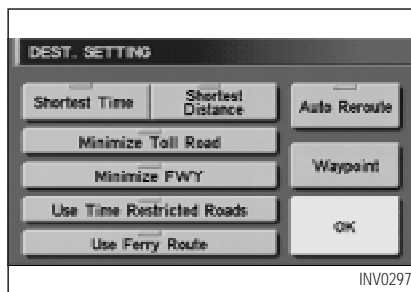 DEST. SETTING
Shortest Time
Shortest
Distance
Auto Reroute
Minimize Toll Road
Minimize FWY
Waypoint
Use Time Restricted Roads
Use Ferry Route
OK
INV0297